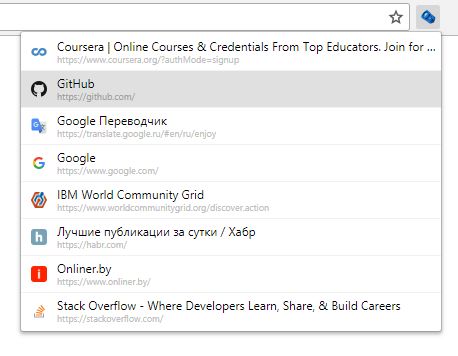 Coursera | Online Courses & Credentials From Top Educators. Join for ...
https://www.coursera.org/?authMode=signup
GitHub
https://github.com/
Google Переводчик
https://translate.google.ru/#en/ru/enjoy
Google
https://www.google.com/
IBM World Community Grid
https://www.worldcommunitygrid.org/discover.action
Лучшие публикации за сутки / Хабр
https://habr.com/
Onliner.by
https://www.onliner.by/
Stack Overflow - Where Developers Learn, Share, & Build Careers
https://stackoverflow.com/